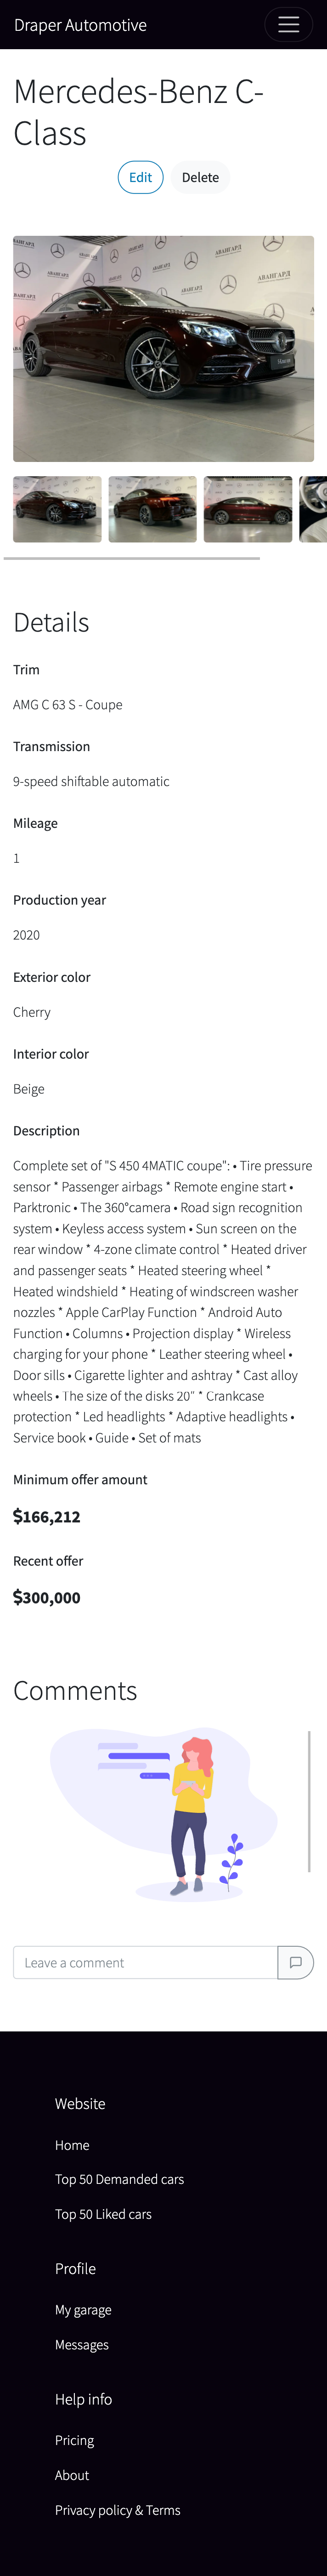 Draper Automotive
Mercedes-Benz C-
Class
Edit Delete
АВАНГАРД
АВАНГАРД
Details
Trim
AMG C 63 S - Coupe
Transmission
9-speed shiftable automatic
Mileage
1
Production year
2020
Exterior color
Cherry
Interior color
Beige
Description
Complete set of "S 450 4MATIC coupe": • Tire pressure
sensor * Passenger airbags * Remote engine start •
Parktronic • The 360°camera • Road sign recognition
system • Keyless access system • Sun screen on the
rear window * 4-zone climate control * Heated driver
and passenger seats * Heated steering wheel *
Heated windshield * Heating of windscreen washer
nozzles * Apple CarPlay Function * Android Auto
Function • Columns • Projection display * Wireless
charging for your phone * Leather steering wheel •
Door sills • Cigarette lighter and ashtray * Cast alloy
wheels • The size of the disks 20" * Crankcase
protection * Led headlights * Adaptive headlights •
Service book • Guide • Set of mats
Minimum offer amount
$166,212
Recent offer
$300,000
Comments
Leave a comment
Website
Home
Top 50 Demanded cars
Top 50 Liked cars
Profile
My garage
Messages
Help info
Pricing
About
Privacy policy & Terms